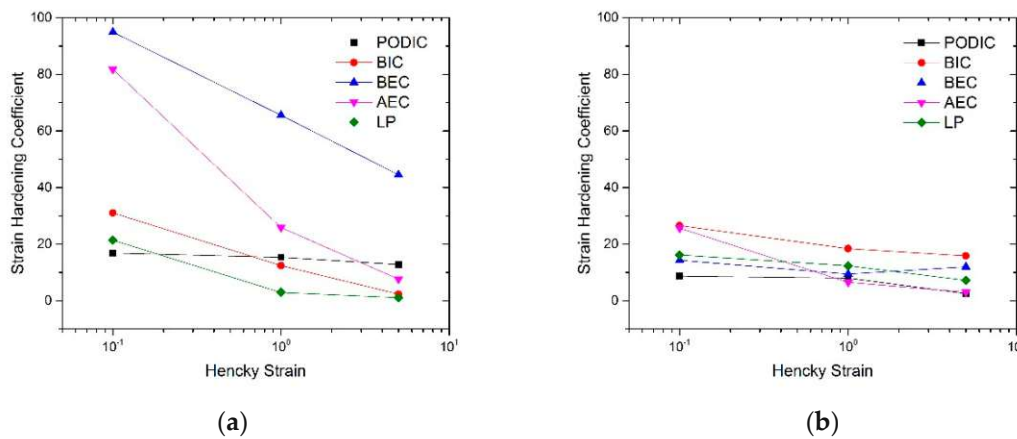 100
80
60
40
20
0
Strain Hardening Coefficient
10⁻¹
10⁰
10¹
Hencky Strain
PODIC
BIC
BEC
AEC
LP
(a)
100
80
60
40
20
0
Strain Hardening Coefficient
10⁻¹
10⁰
10¹
Hencky Strain
PODIC
BIC
BEC
AEC
LP
(b)